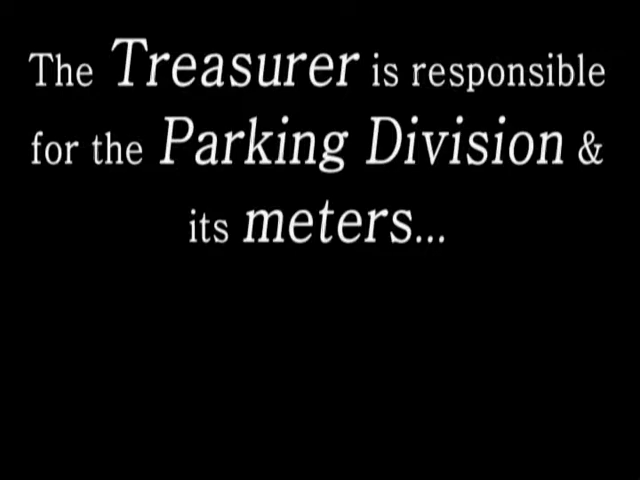 The Treasurer is responsible
for the Parking Division &
its meters...